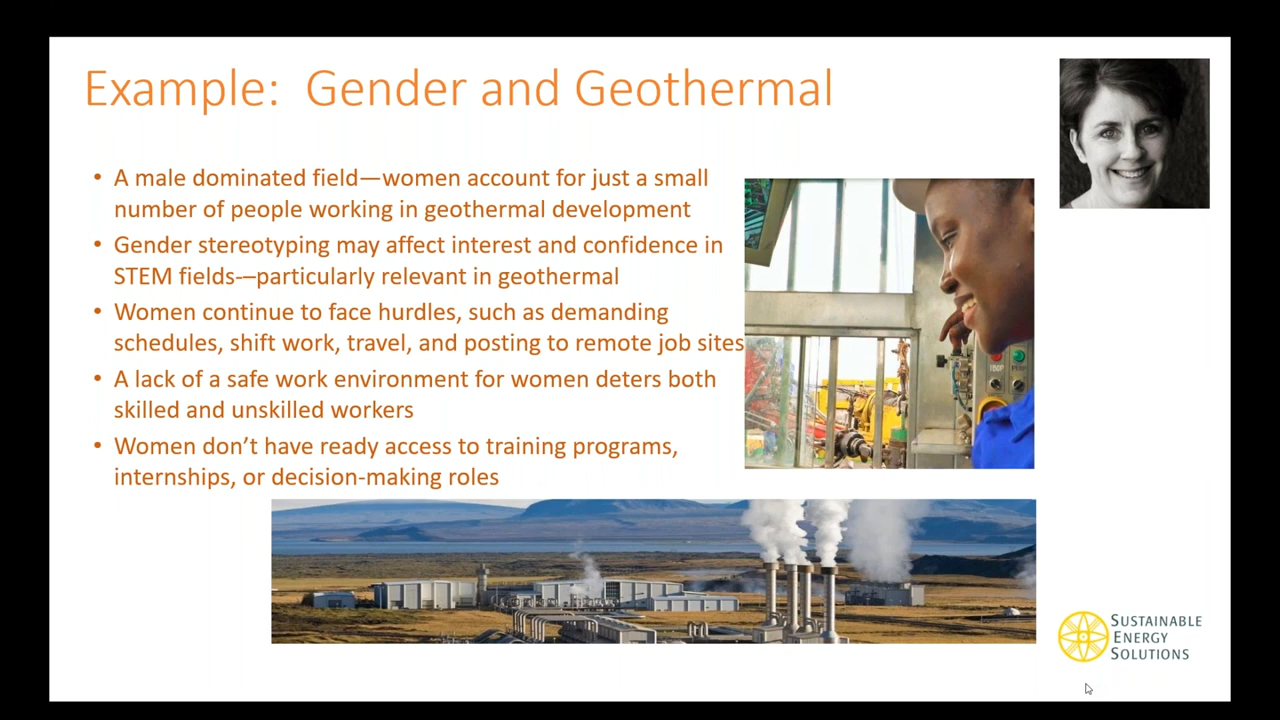 Example: Gender and Geothermal
• A male dominated field—women account for just a small
number of people working in geothermal development
• Gender stereotyping may affect interest and confidence in
STEM fields-–particularly relevant in geothermal
• Women continue to face hurdles, such as demanding
schedules, shift work, travel, and posting to remote job sites
• A lack of a safe work environment for women deters both
skilled and unskilled workers
• Women don’t have ready access to training programs,
internships, or decision-making roles
SUSTAINABLE
ENERGY
SOLUTIONS